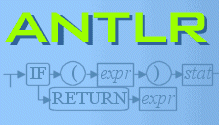 ANTLR
IF ( expr ) stat
RETURN expr